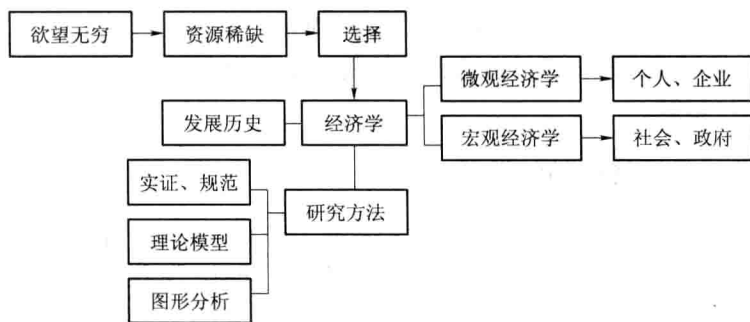 欲望无穷
资源稀缺
选择
微观经济学
个人、企业
发展历史
经济学
宏观经济学
社会、政府
实证、规范
研究方法
理论模型
图形分析